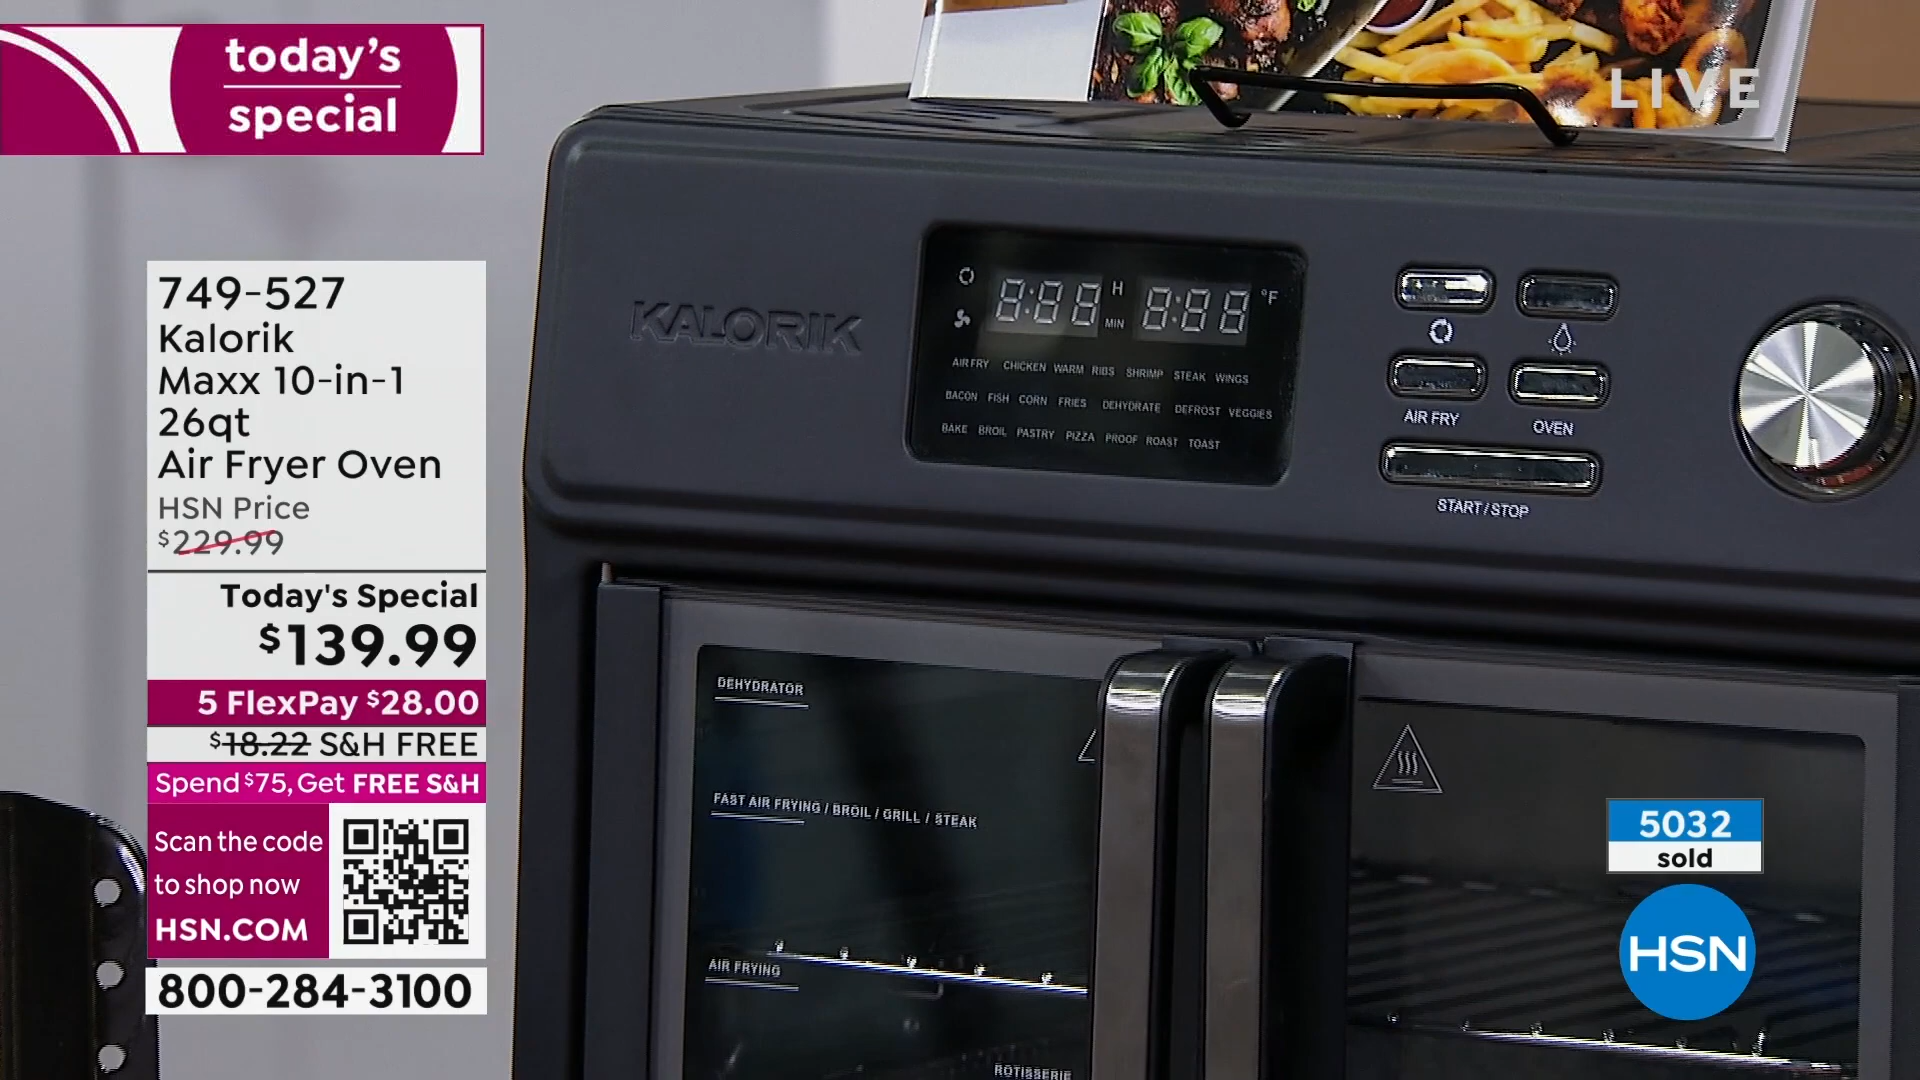 today's
special
LIVE
749-527
Kalorik
Maxx 10-in-1
26qt
Air Fryer Oven
HSN Price
$229.99
Today's Special
$139.99
5 FlexPay $28.00
$18.22 S&H FREE
Spend $75, Get FREE S&H
Scan the code
to shop now
HSN.COM
800-284-3100
KALORIK
8:88 H MIN 8:88 °F
AIR FRY CHICKEN WARM RIBS SHRIMP STEAK WINGS
BACON FISH CORN FRIES DEHYDRATE DEFROST VEGGIES
BAKE BROIL PASTRY PIZZA PROOF ROAST TOAST
AIR FRY
OVEN
START/STOP
DEHYDRATOR
FAST AIR FRYING / BROIL / GRILL / STEAK
AIR FRYING
ROTISSERIE
5032
sold
HSN